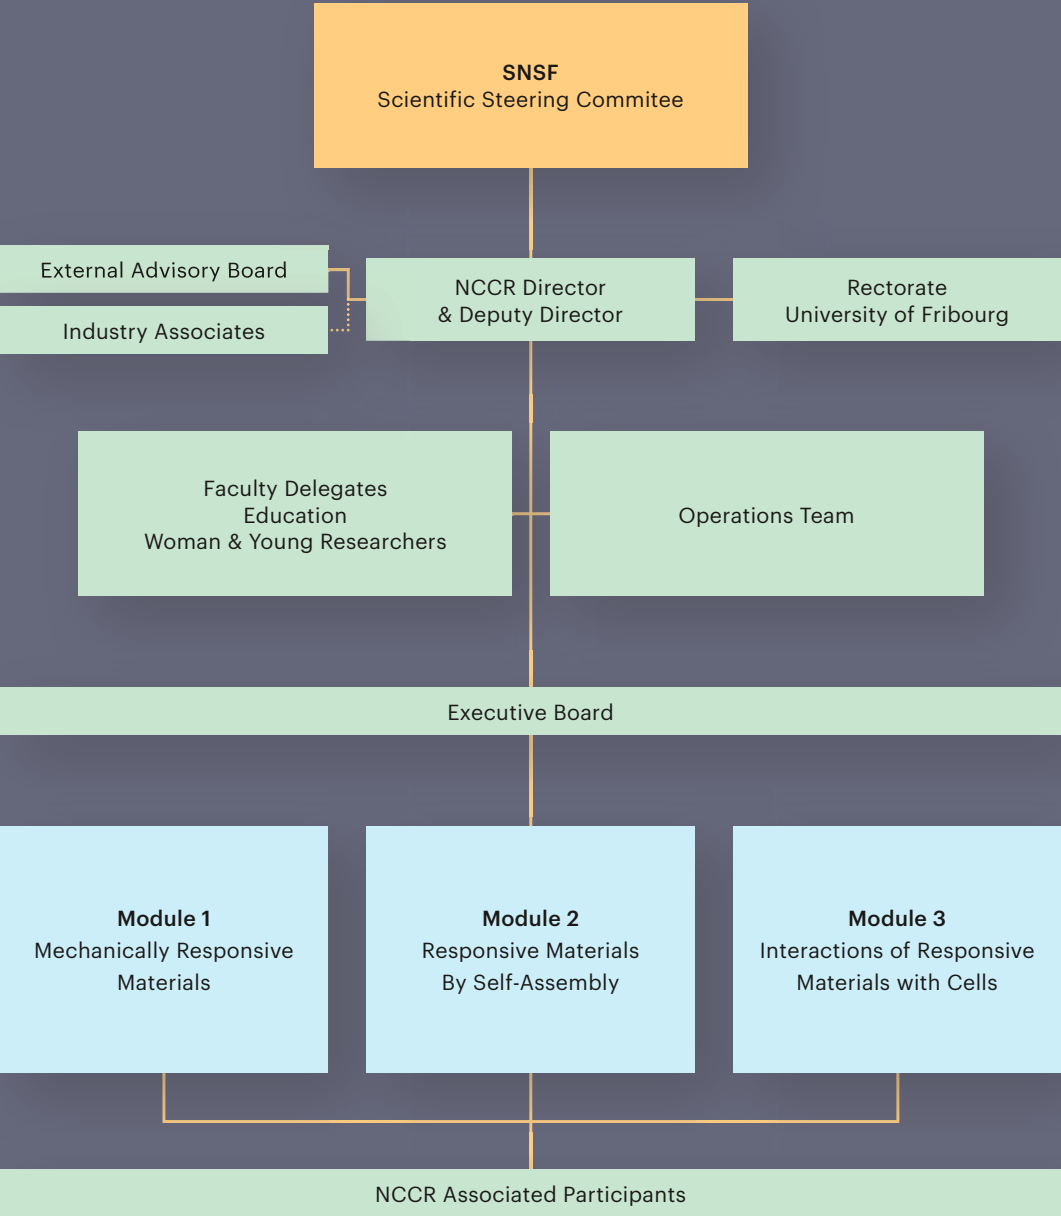 SNSF
Scientific Steering Commitee
External Advisory Board
Industry Associates
NCCR Director
& Deputy Director
Rectorate
University of Fribourg
Faculty Delegates
Education
Woman & Young Researchers
Operations Team
Executive Board
Module 1
Mechanically Responsive
Materials
Module 2
Responsive Materials
By Self-Assembly
Module 3
Interactions of Responsive
Materials with Cells
NCCR Associated Participants